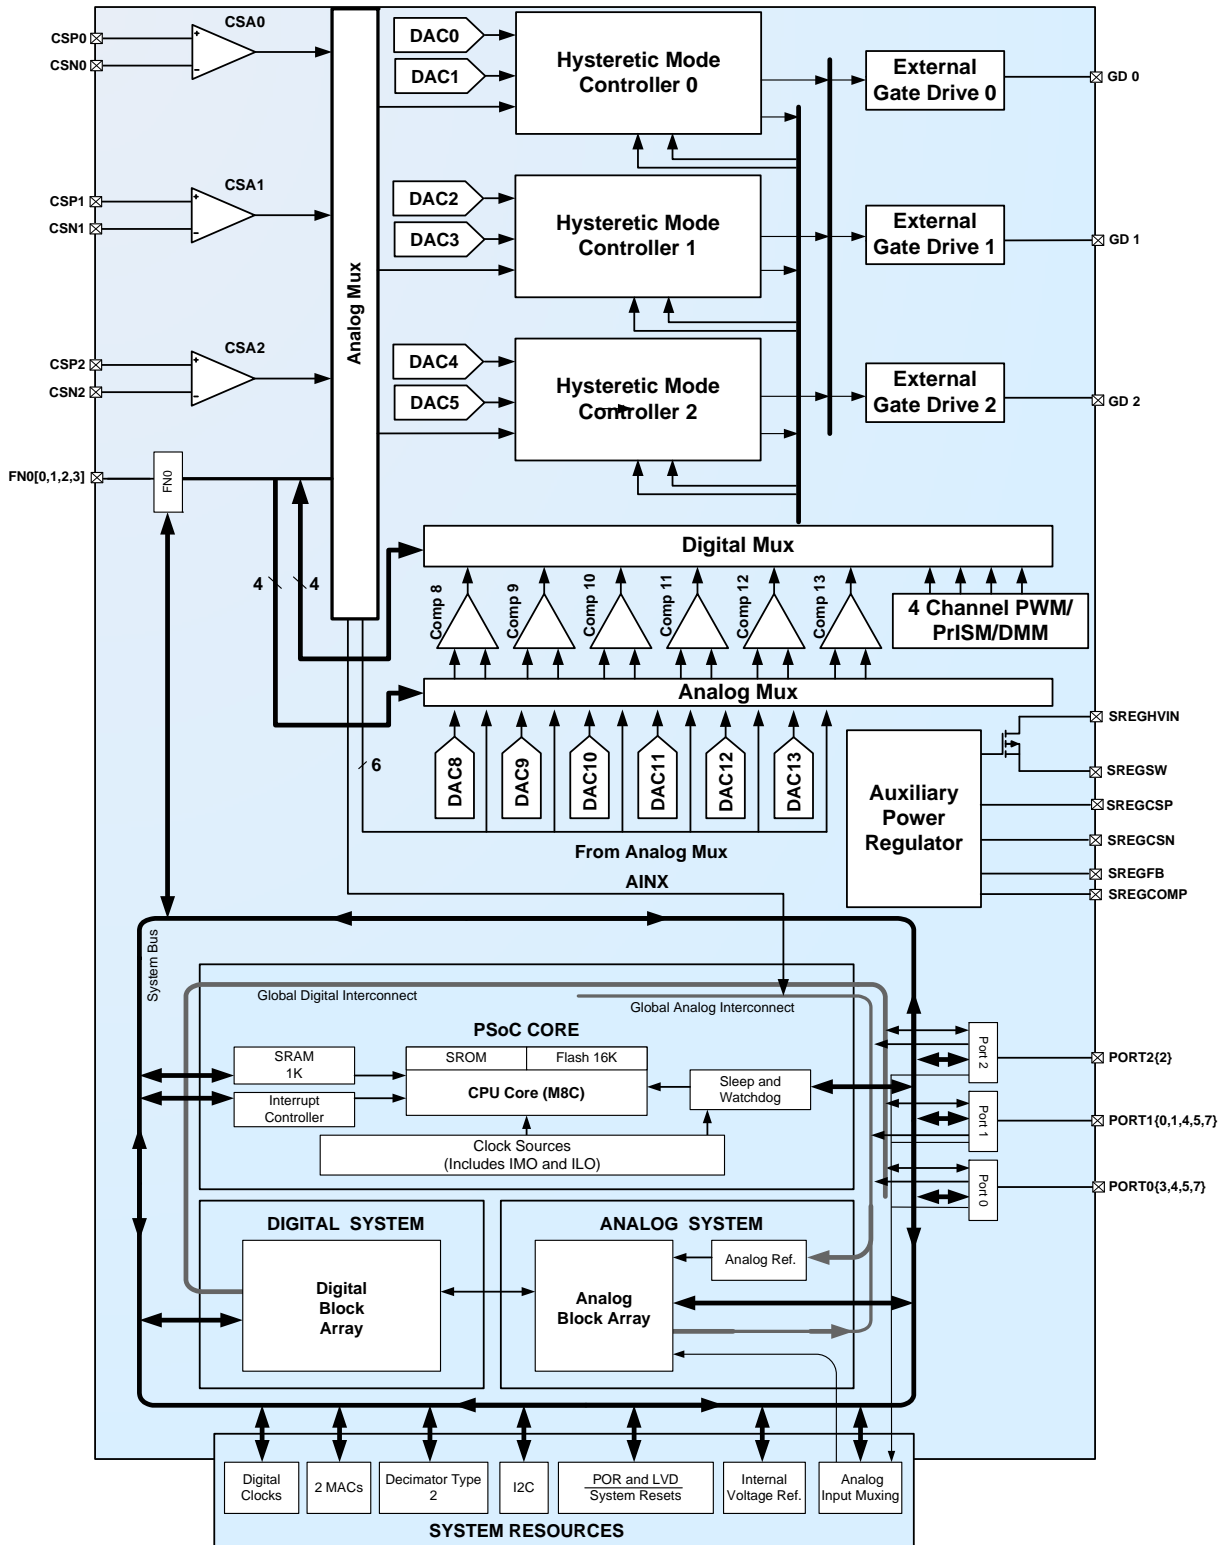 CSP0
CSN0
CSA0
DAC0
DAC1
Hysteretic Mode
Controller 0
External
Gate Drive 0
GD 0
CSP1
CSN1
CSA1
DAC2
DAC3
Hysteretic Mode
Controller 1
External
Gate Drive 1
GD 1
Analog Mux
CSP2
CSN2
CSA2
DAC4
DAC5
Hysteretic Mode
Controller 2
External
Gate Drive 2
GD 2
FN0[0,1,2,3]
FN0
4
4
Digital Mux
Comp 8
Comp 9
Comp 10
Comp 11
Comp 12
Comp 13
4 Channel PWM/
PrISM/DMM
Analog Mux
6
DAC8
DAC9
DAC10
DAC11
DAC12
DAC13
From Analog Mux
AINX
Auxiliary
Power
Regulator
SREGHVIN
SREGSW
SREGCSP
SREGCSN
SREGFB
SREGCOMP
System Bus
Global Digital Interconnect
Global Analog Interconnect
PSoC CORE
SRAM
1K
SROM
Flash 16K
CPU Core (M8C)
Interrupt
Controller
Sleep and
Watchdog
Clock Sources
(Includes IMO and ILO)
Port 2
PORT2{2}
Port 1
PORT1{0,1,4,5,7}
Port 0
PORT0{3,4,5,7}
DIGITAL SYSTEM
Digital
Block
Array
ANALOG SYSTEM
Analog
Block Array
Analog Ref.
Digital
Clocks
2 MACs
Decimator Type
2
I2C
POR and LVD
System Resets
Internal
Voltage Ref.
Analog
Input Muxing
SYSTEM RESOURCES